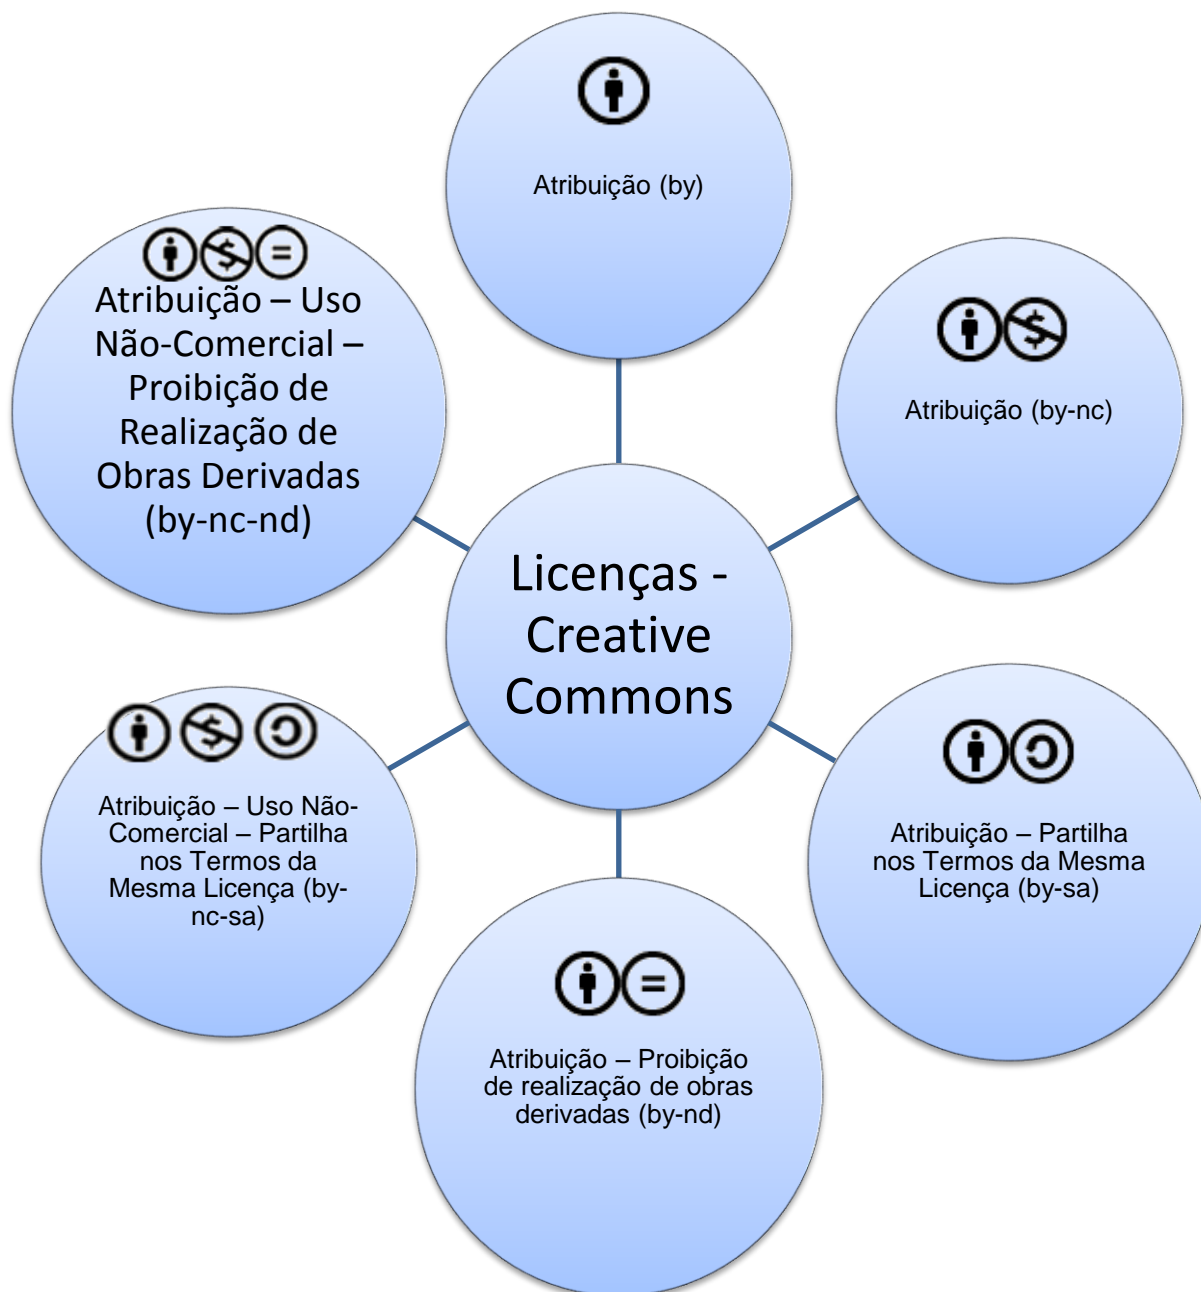 Atribuição (by)
Atribuição (by-nc)
Atribuição – Partilha
nos Termos da Mesma
Licença (by-sa)
Atribuição – Proibição
de realização de obras
derivadas (by-nd)
Atribuição – Uso Não-
Comercial – Partilha
nos Termos da
Mesma Licença (by-
nc-sa)
Atribuição – Uso
Não-Comercial –
Proibição de
Realização de
Obras Derivadas
(by-nc-nd)
Licenças -
Creative
Commons